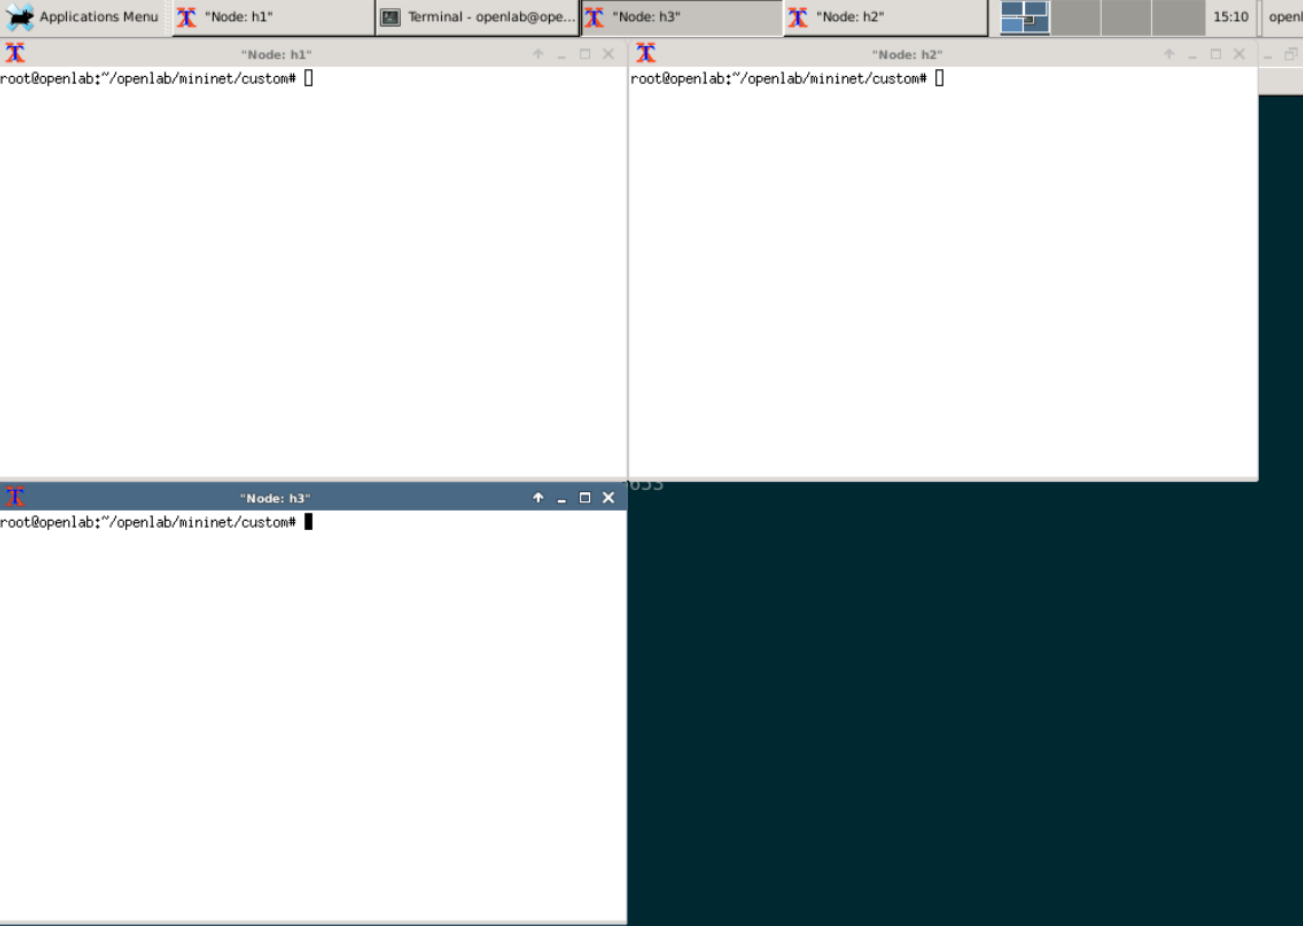 Applications Menu "Node: h1" Terminal - openlab@ope... "Node: h3" "Node: h2" 15:10 openl
"Node: h1" "Node: h2"
root@openlab:~/openlab/mininet/custom# root@openlab:~/openlab/mininet/custom#
653
"Node: h3"
root@openlab:~/openlab/mininet/custom#